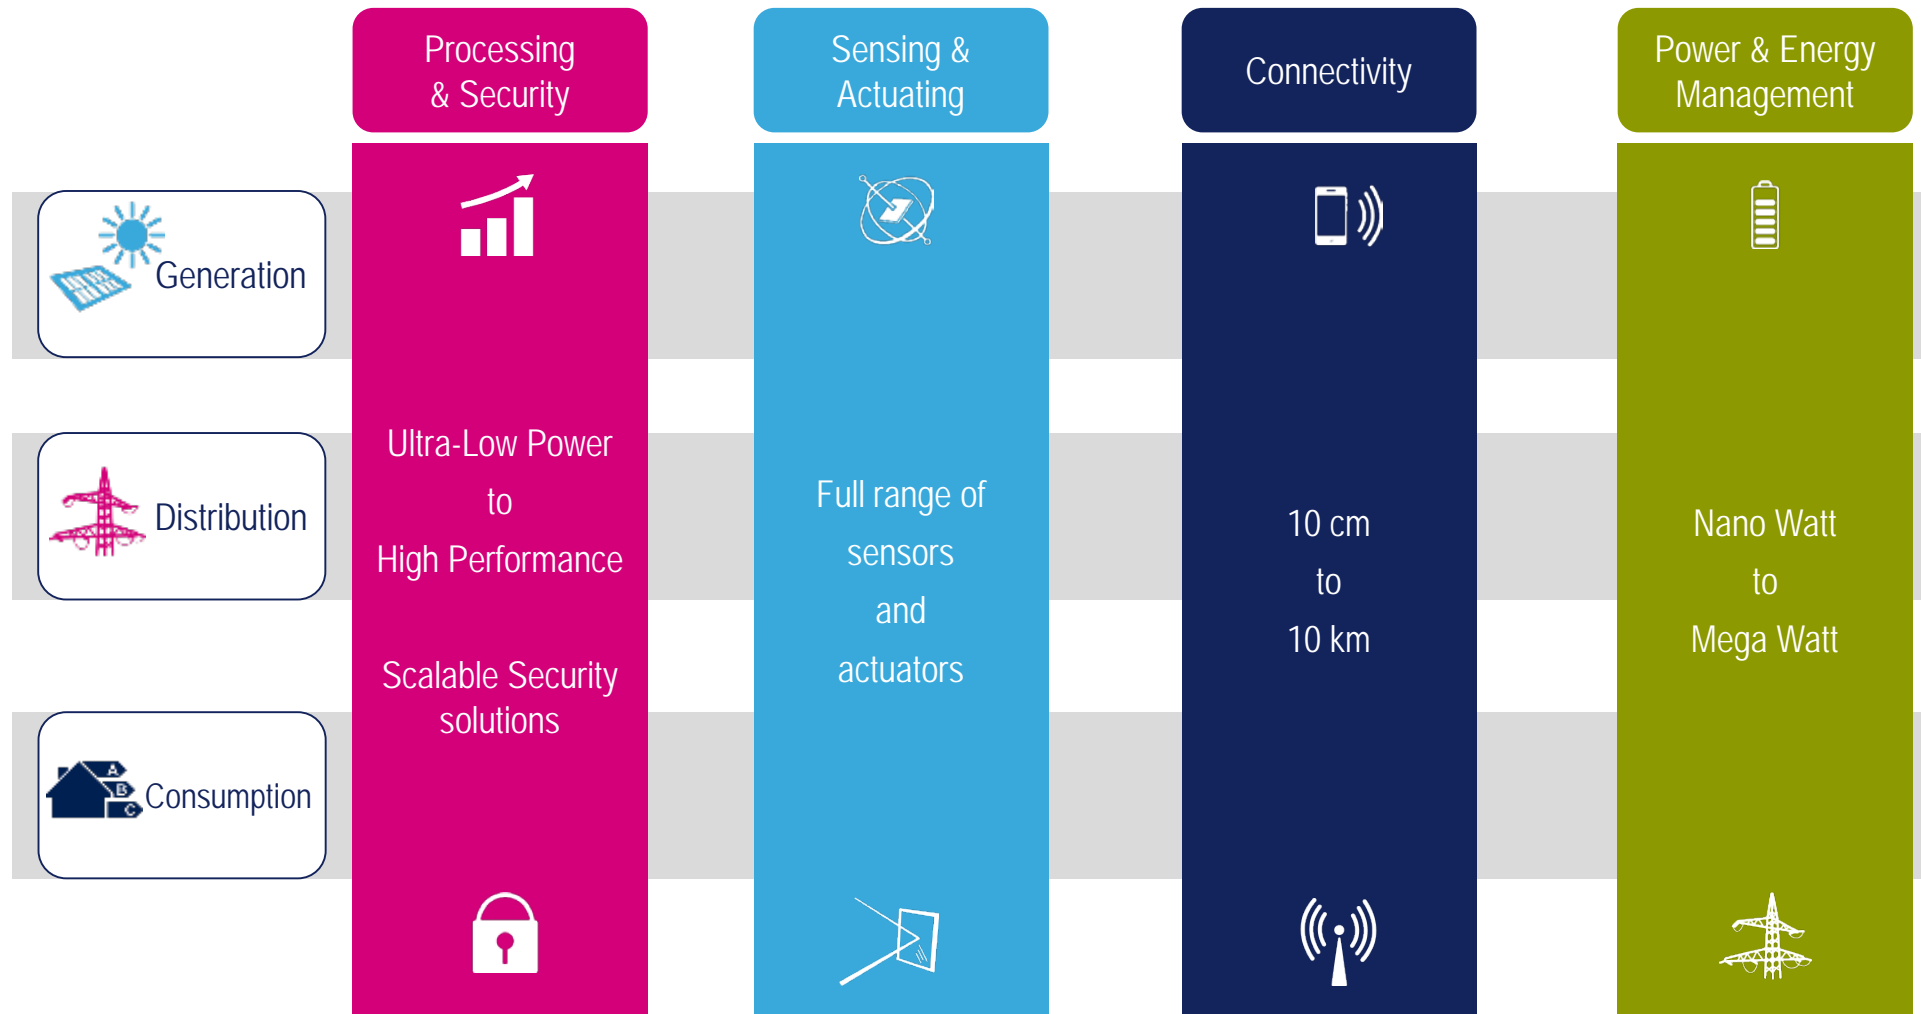 Processing
& Security
Sensing &
Actuating
Connectivity
Power & Energy
Management
Generation
Distribution
A
B
C
Consumption
Ultra-Low Power
to
High Performance
Scalable Security
solutions
Full range of
sensors
and
actuators
10 cm
to
10 km
Nano Watt
to
Mega Watt